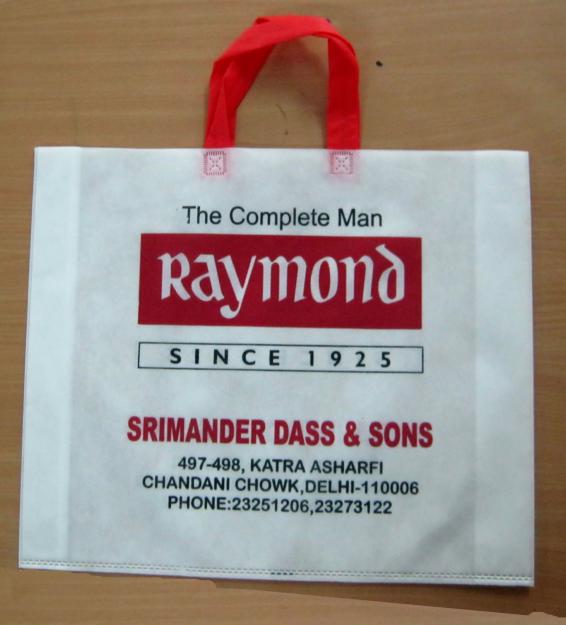 The Complete Man
Raymond
SINCE 1925
SRIMANDER DASS & SONS
497-498, KATRA ASHARFI
CHANDANI CHOWK,DELHI-110006
PHONE:23251206,23273122